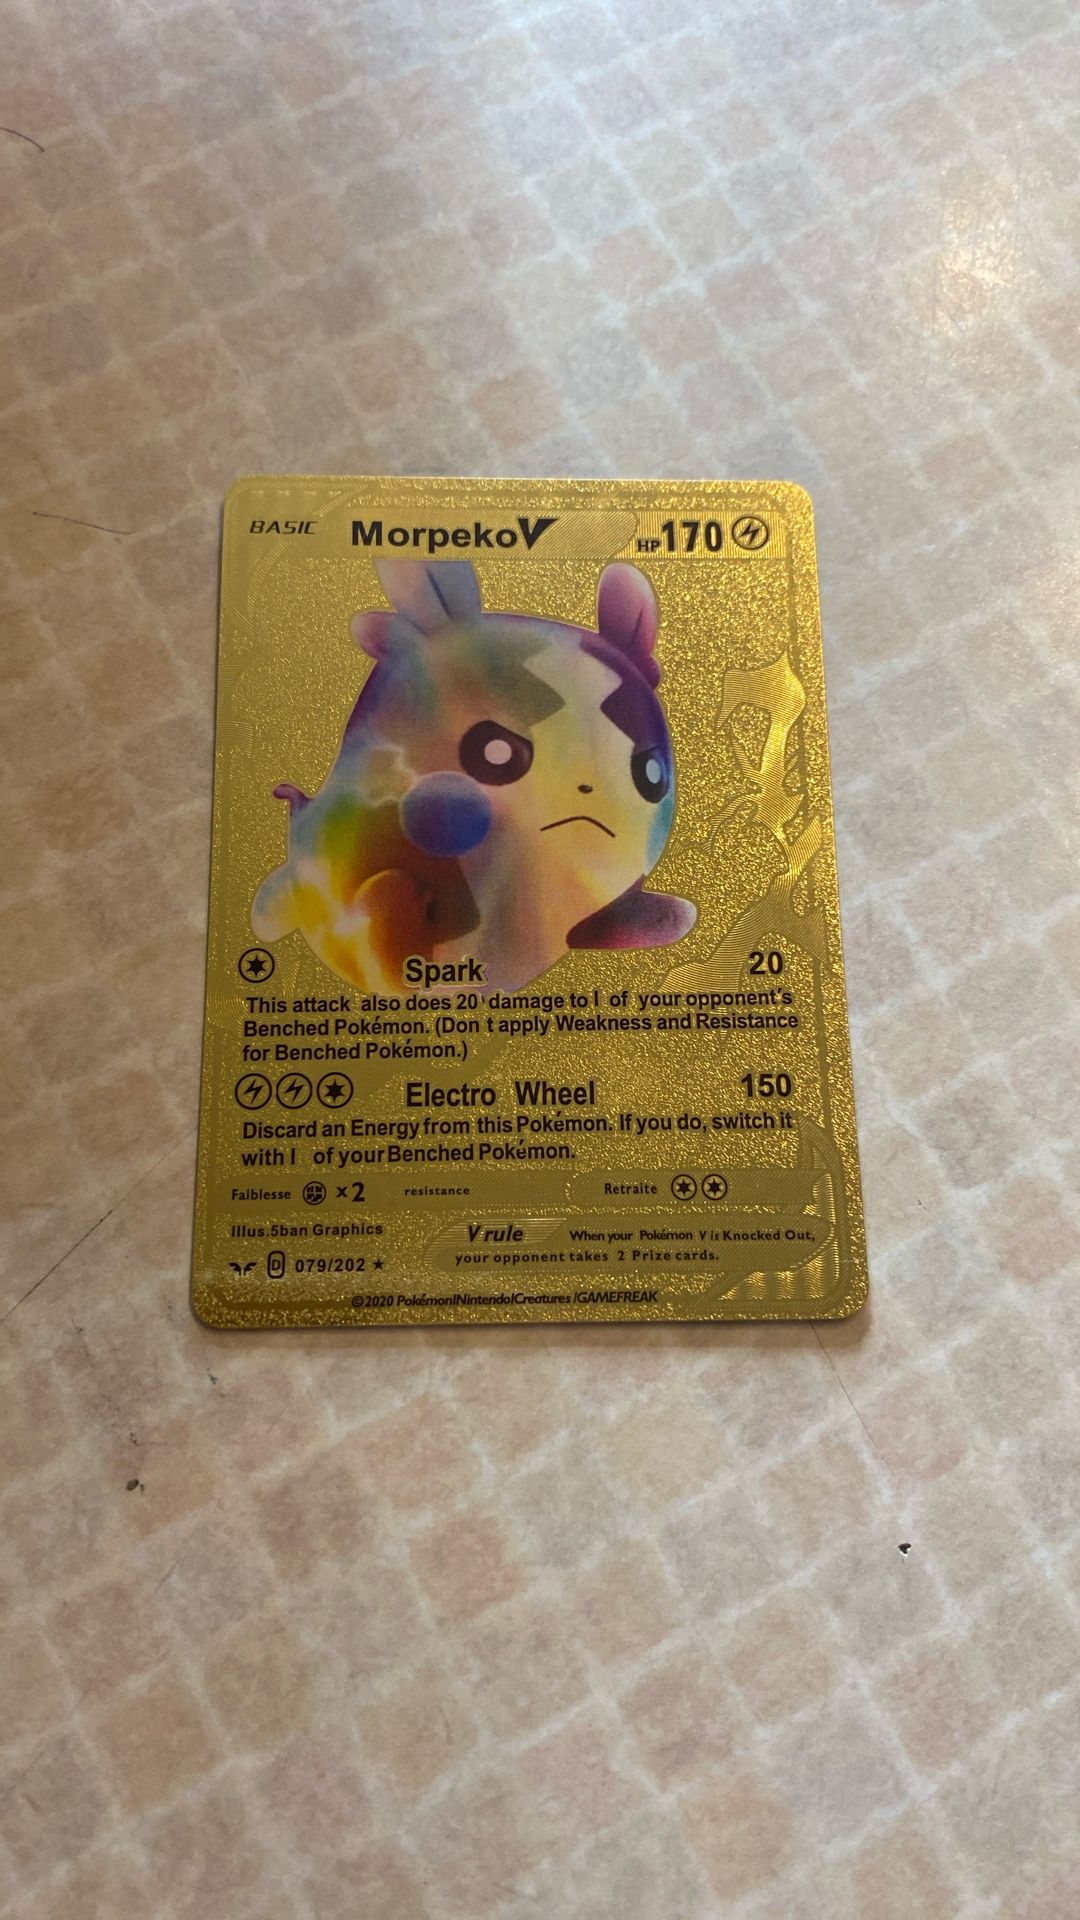 BASIC MorpekoV HP170
Spark 20
This attack also does 20 damage to I of your opponent's
Benched Pokémon. (Don t apply Weakness and Resistance
for Benched Pokémon.)
Electro Wheel 150
Discard an Energy from this Pokémon. If you do, switch it
with I of your Benched Pokémon.
Faiblesse x2 resistance Retraite
Illus.5ban Graphics
V rule When your Pokémon V is Knocked Out,
your opponent takes 2 Prize cards.
D 079/202 ★
©2020 PokémonINintendoICreatures /GAMEFREAK